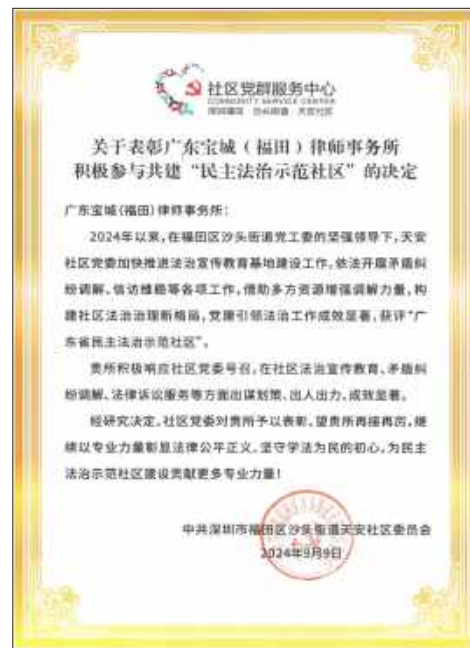 社区党群服务中心
COMMUNITY SERVICE CENTER
深圳福田 沙头街道 天安社区
关于表彰广东宝城（福田）律师事务所
积极参与共建“民主法治示范社区”的决定
广东宝城(福田)律师事务所：
2024年以来，在福田区沙头街道党工委的坚强领导下，天安
社区党委加快推进法治宣传教育基地建设工作，依法开展矛盾纠
纷调解、信访维稳等各项工作，借助多方资源增强调解力量，构
建社区法治治理新格局，党建引领法治工作成效显著，获评“广
东省民主法治示范社区”。
贵所积极响应社区党委号召，在社区法治宣传教育、矛盾纠
纷调解、法律诉讼服务等方面出谋划策、出人出力，成效显著。
经研究决定，社区党委对贵所予以表彰，望贵所再接再厉，继
续以专业力量彰显法律公平正义，坚守学法为民的初心，为民主
法治示范社区建设贡献更多专业力量！
中共深圳市福田区沙头街道天安社区委员会
2024年9月9日